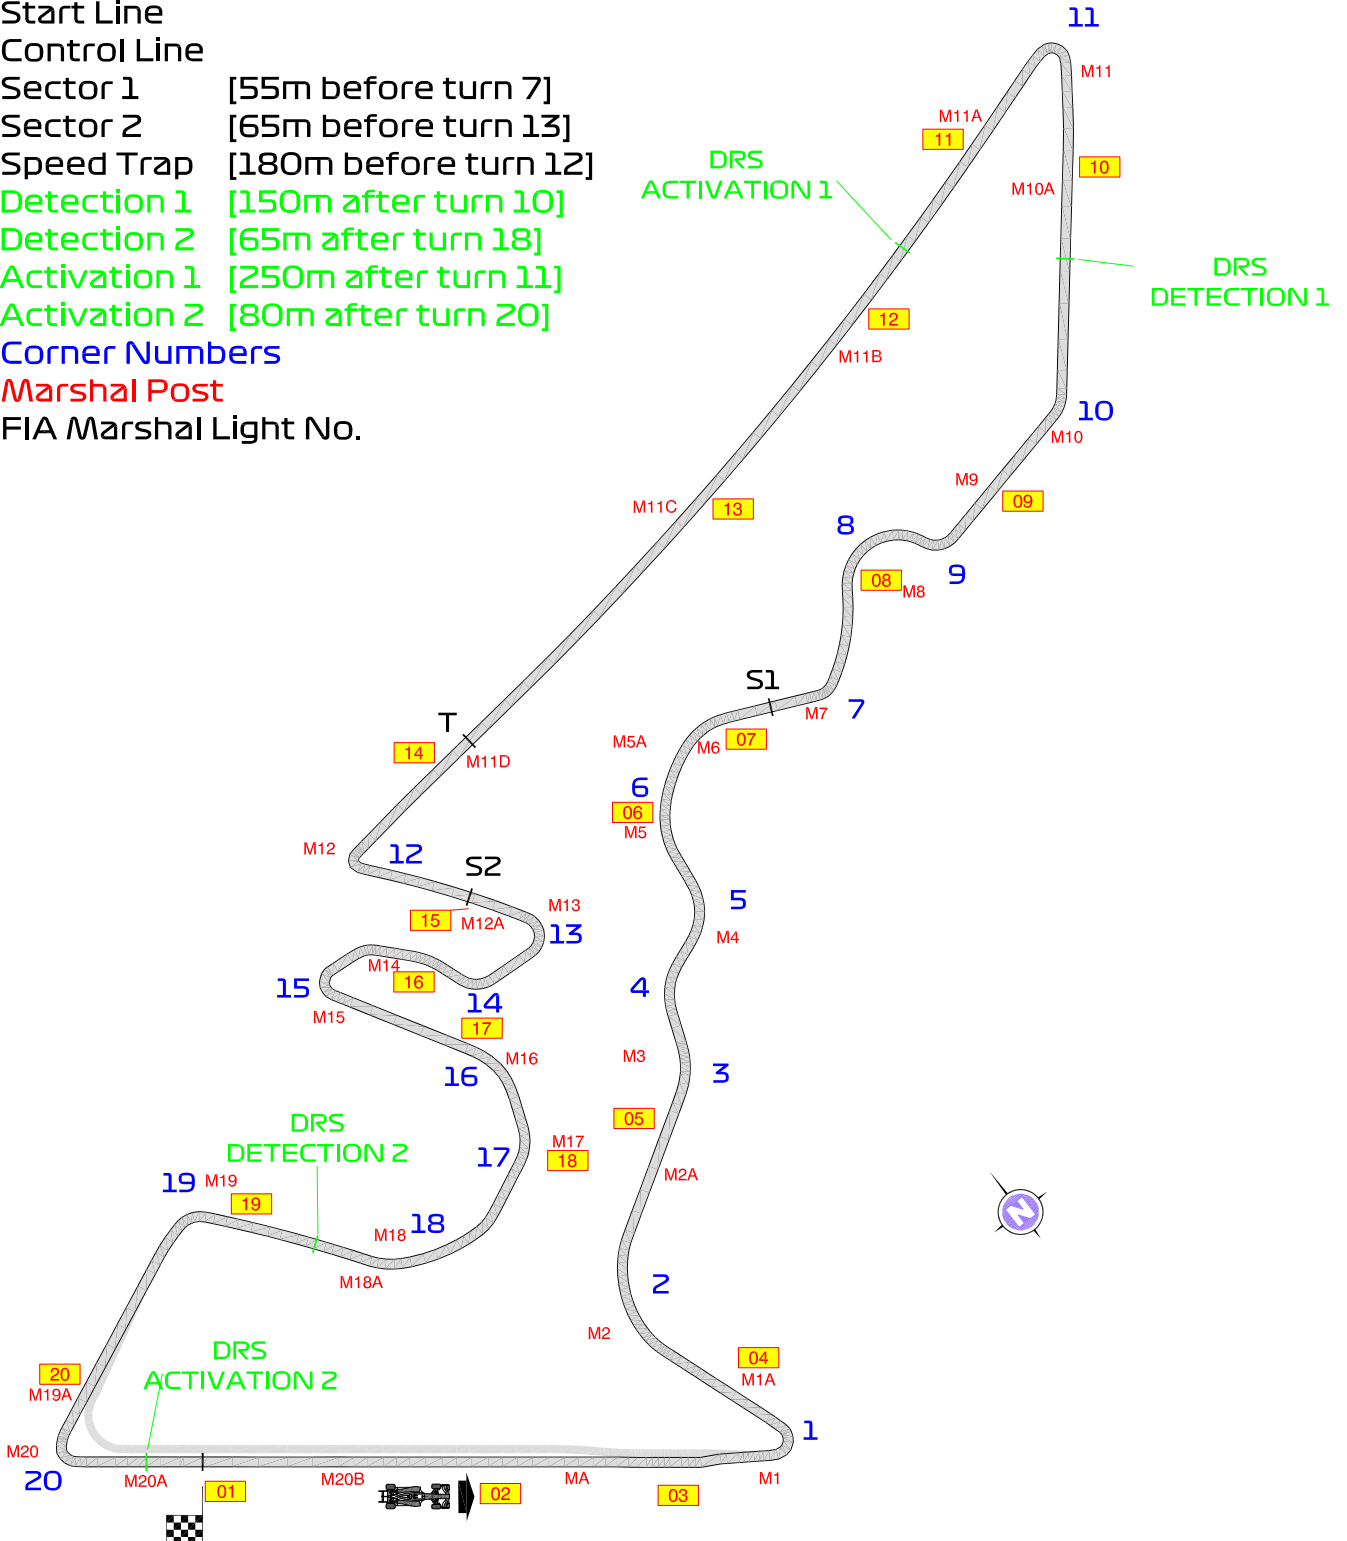 Start Line
Control Line
Sector 1 [55m before turn 7]
Sector 2 [65m before turn 13]
Speed Trap [180m before turn 12]
Detection 1 [150m after turn 10]
Detection 2 [65m after turn 18]
Activation 1 [250m after turn 11]
Activation 2 [80m after turn 20]
Corner Numbers
Marshal Post
FIA Marshal Light No.
11
M11
M11A
11
DRS
ACTIVATION 1
10
M10A
DRS
DETECTION 1
12
M11B
10
M10
M9
09
M11C
13
8
9
08
M8
S1
7
M7
T
14
M11D
M5A
M6
07
6
06
M5
M12
12
S2
5
M4
15
M12A
M13
13
M14
16
15
14
4
M15
17
M16
16
M3
3
05
DRS
DETECTION 2
17
M17
18
M2A
19
M19
19
M18
18
M18A
N
2
M2
DRS
ACTIVATION 2
04
M1A
20
M19A
1
M20
20
M20A
01
M20B
02
MA
03
M1